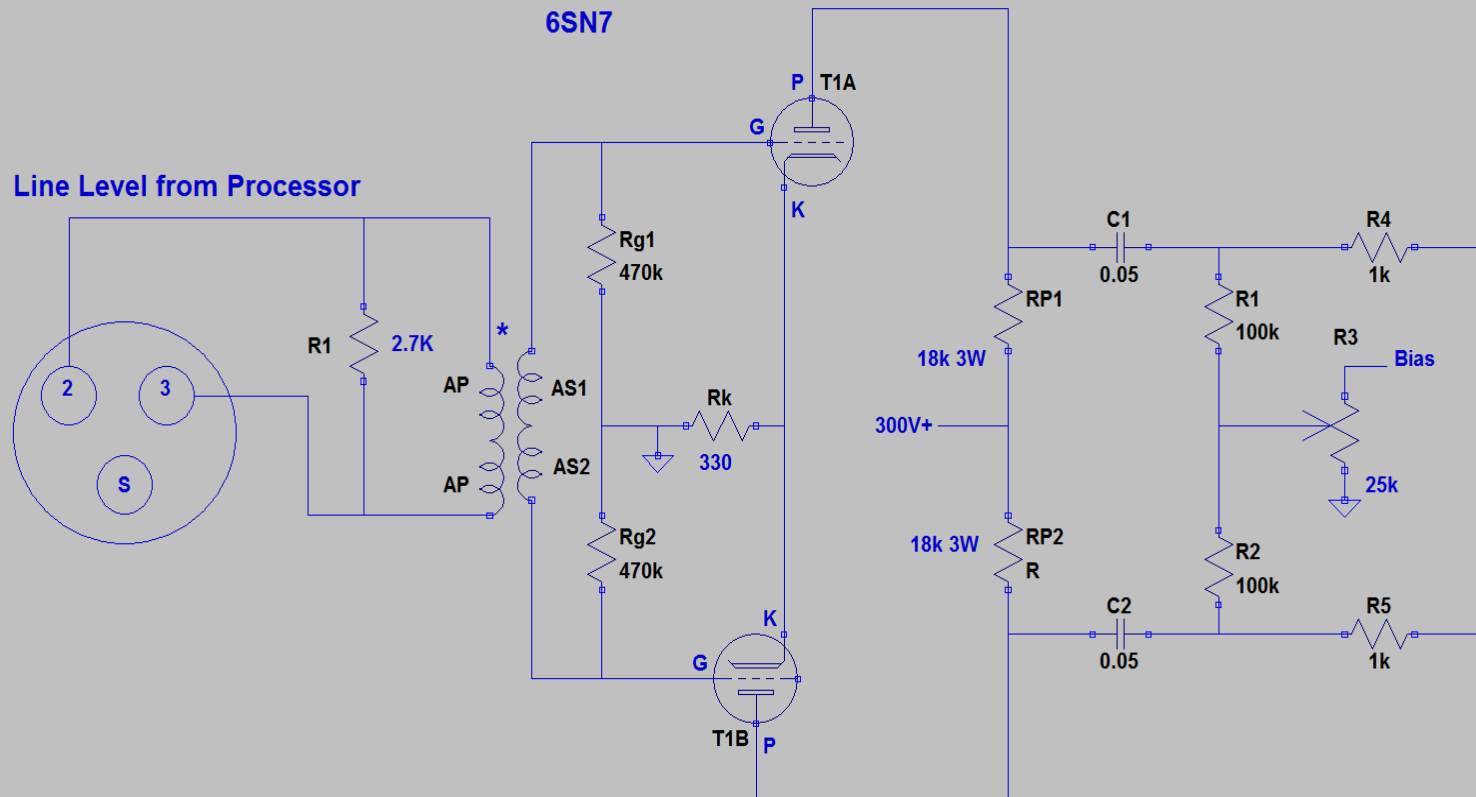 6SN7
P T1A
G
Line Level from Processor
K
C1
0.05
R4
1k
Rg1
470k
RP1
18k 3W
R1
100k
R3
Bias
R1
2.7K
*
2
3
S
AP
AS1
AP
AS2
Rk
330
300V+
25k
Rg2
470k
18k 3W
RP2
R
R2
100k
C2
0.05
R5
1k
K
G
T1B
P